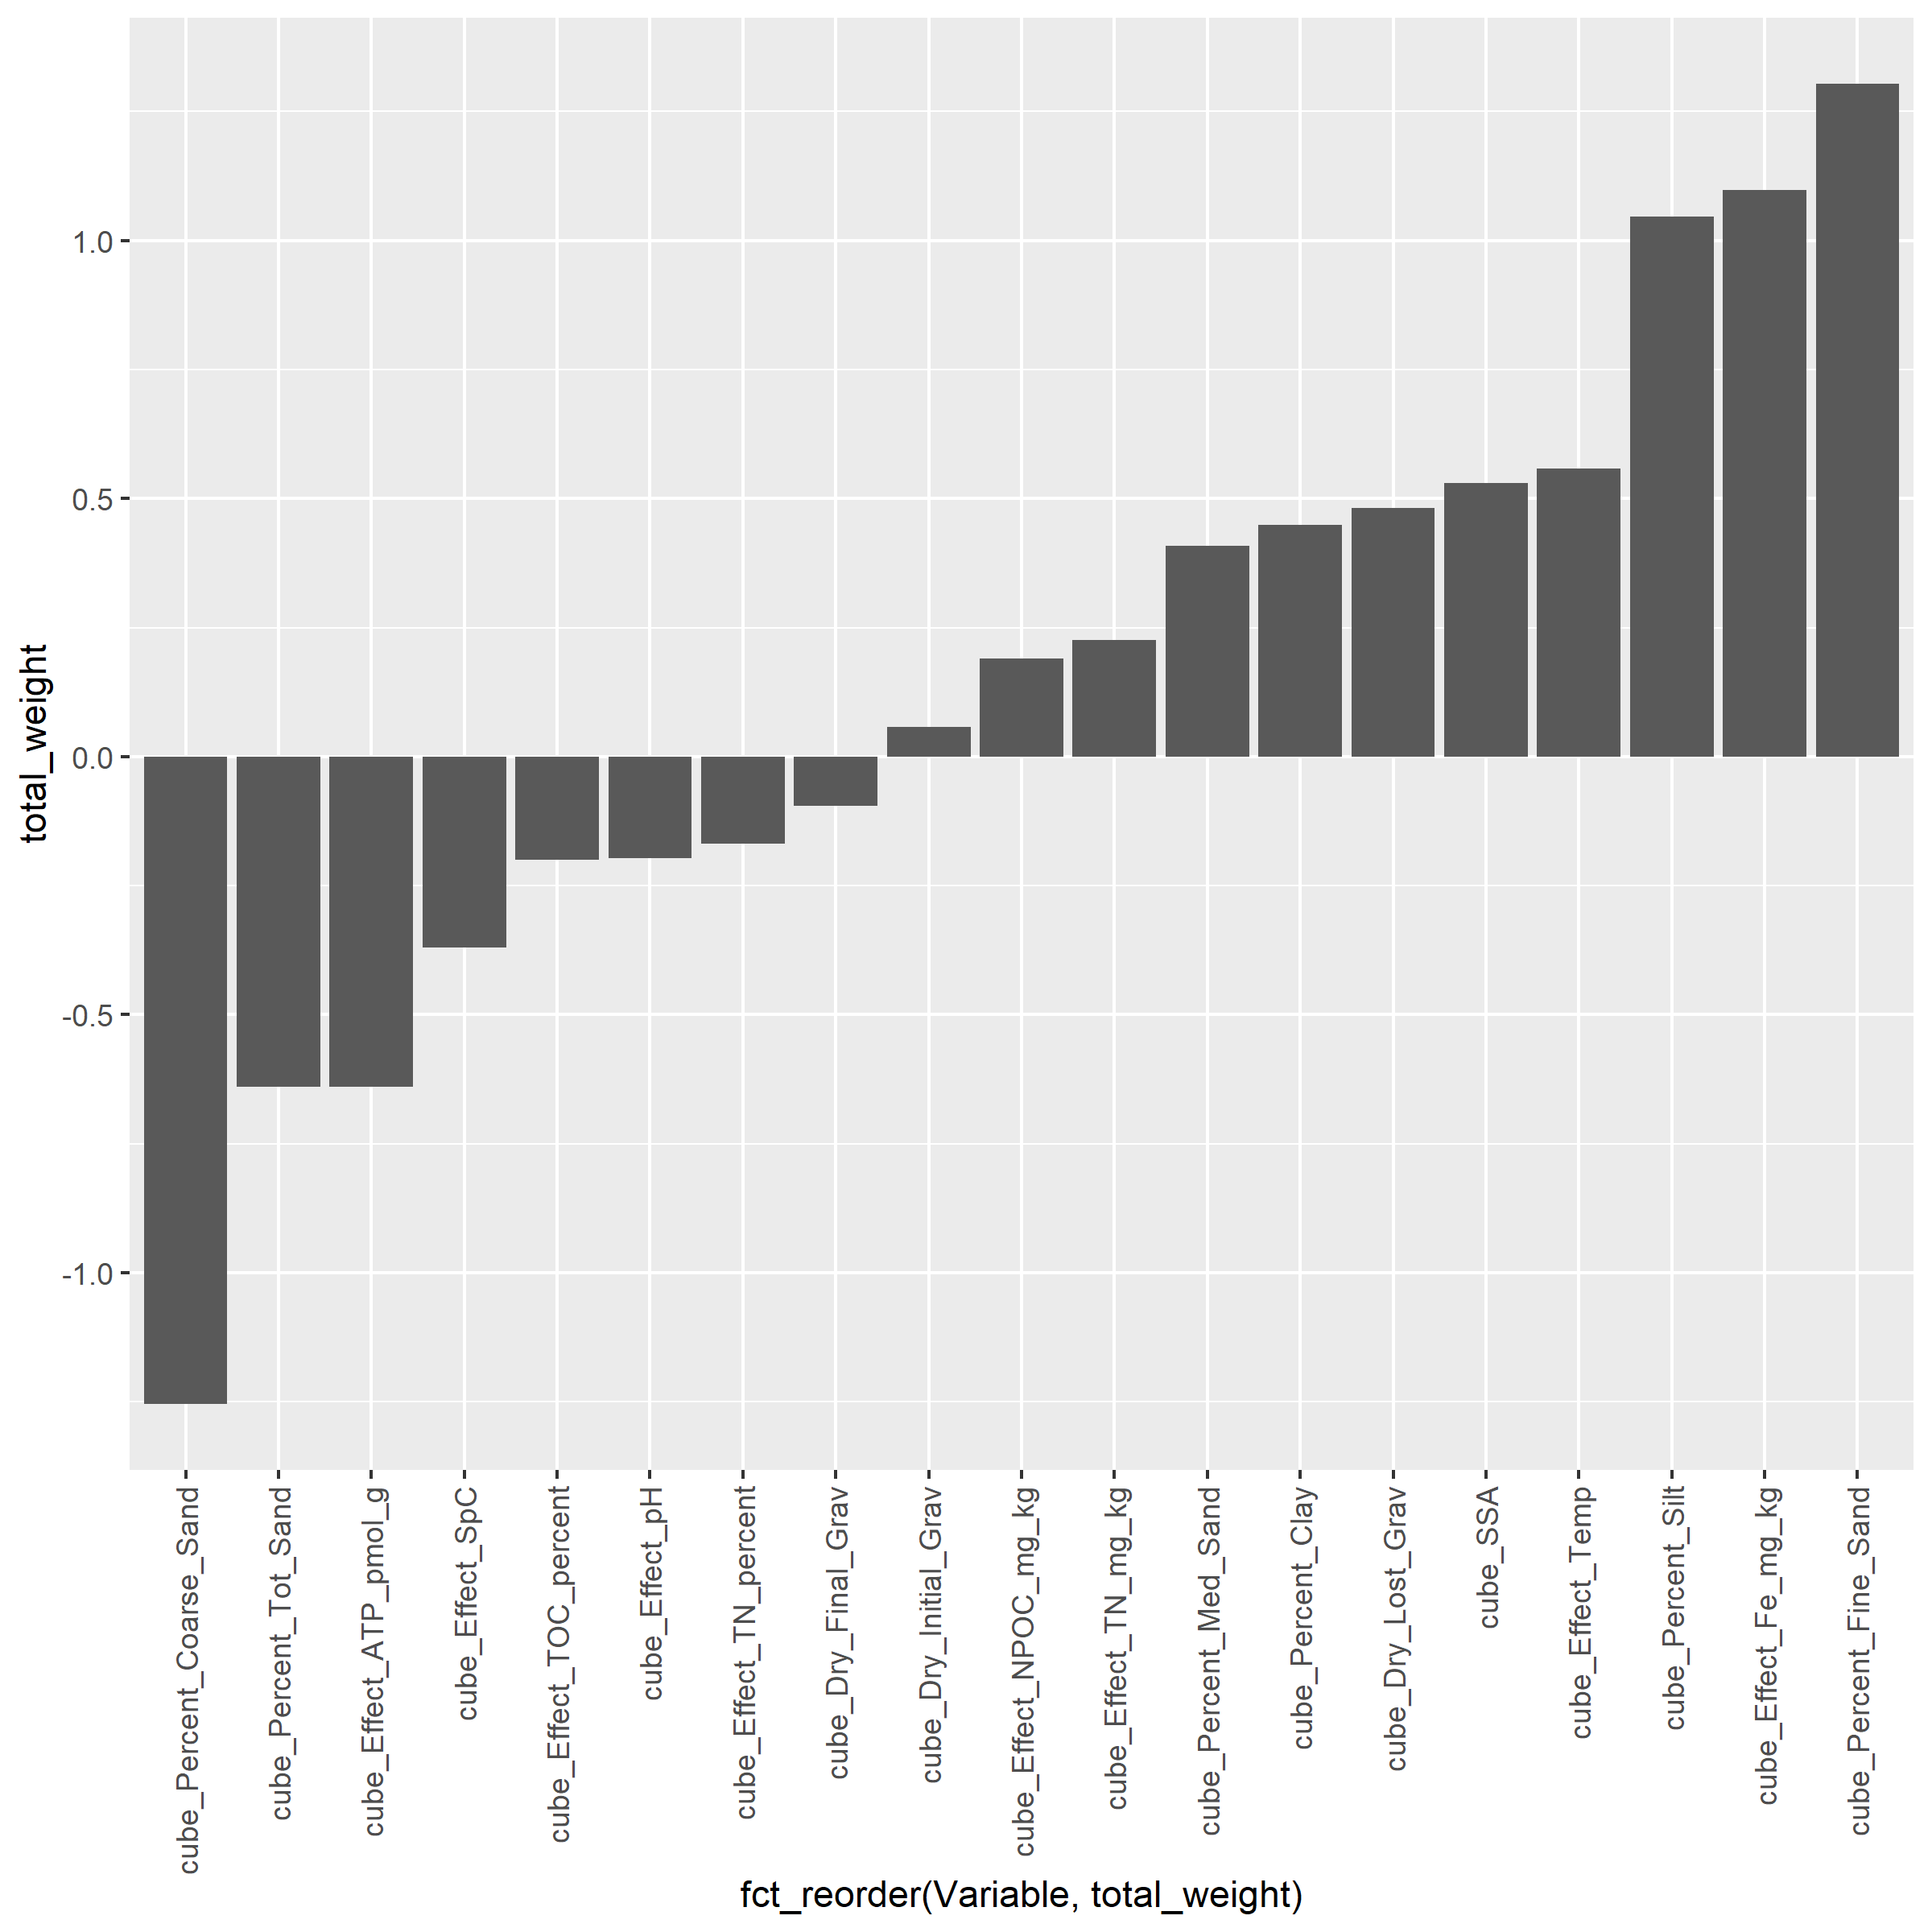 total_weight
1.0
0.5
0.0
-0.5
-1.0
cube_Percent_Coarse_Sand
cube_Percent_Tot_Sand
cube_Effect_ATP_pmol_g
cube_Effect_SpC
cube_Effect_TOC_percent
cube_Effect_pH
cube_Effect_TN_percent
cube_Dry_Final_Grav
cube_Dry_Initial_Grav
cube_Effect_NPOC_mg_kg
cube_Effect_TN_mg_kg
cube_Percent_Med_Sand
cube_Percent_Clay
cube_Dry_Lost_Grav
cube_SSA
cube_Effect_Temp
cube_Percent_Silt
cube_Effect_Fe_mg_kg
cube_Percent_Fine_Sand
fct_reorder(Variable, total_weight)